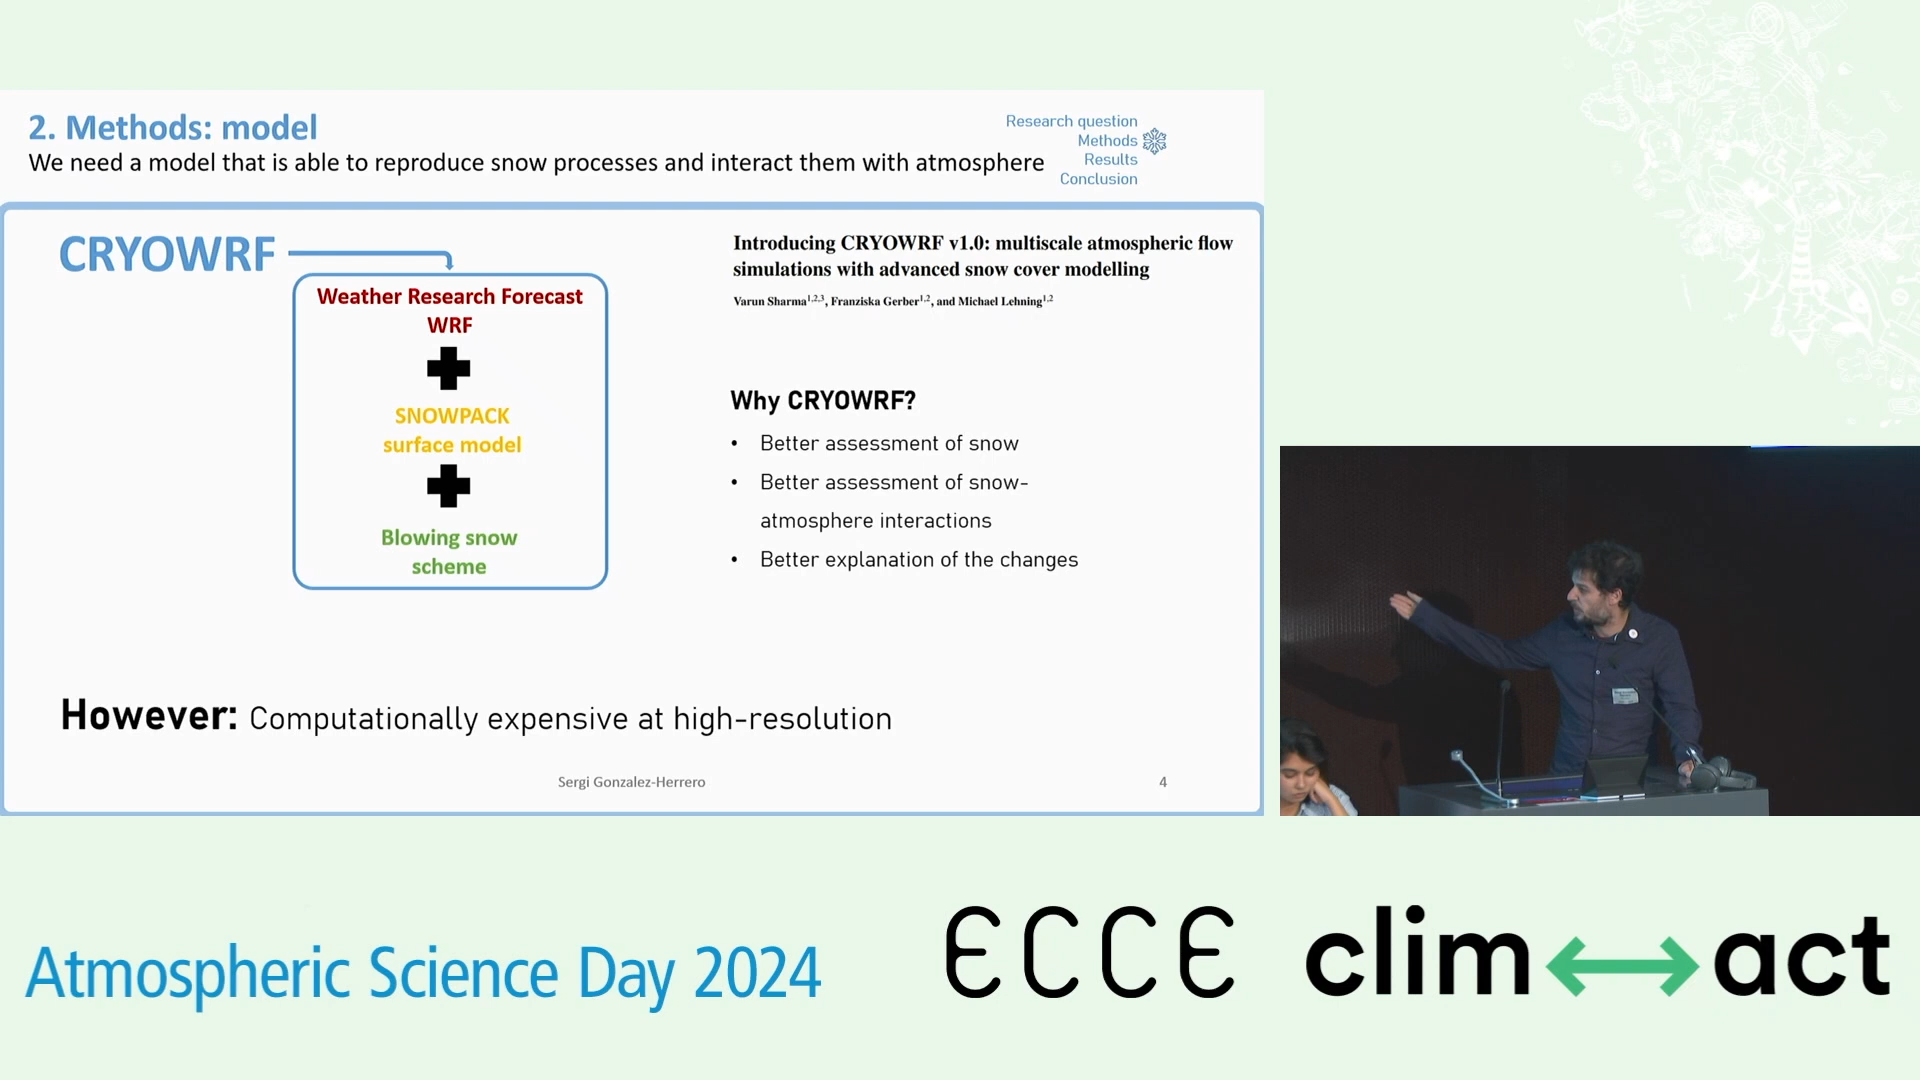 2. Methods: model
We need a model that is able to reproduce snow processes and interact them with atmosphere
Research question
Methods
Results
Conclusion
CRYOWRF
Weather Research Forecast
WRF
SNOWPACK
surface model
Blowing snow
scheme
Introducing CRYOWRF v1.0: multiscale atmospheric flow
simulations with advanced snow cover modelling
Varun Sharma1,2,3, Franziska Gerber1,2, and Michael Lehning1,2
Why CRYOWRF?
• Better assessment of snow
• Better assessment of snow-
atmosphere interactions
• Better explanation of the changes
However: Computationally expensive at high-resolution
Sergi Gonzalez-Herrero
4
Atmospheric Science Day 2024
ECCE
clim act